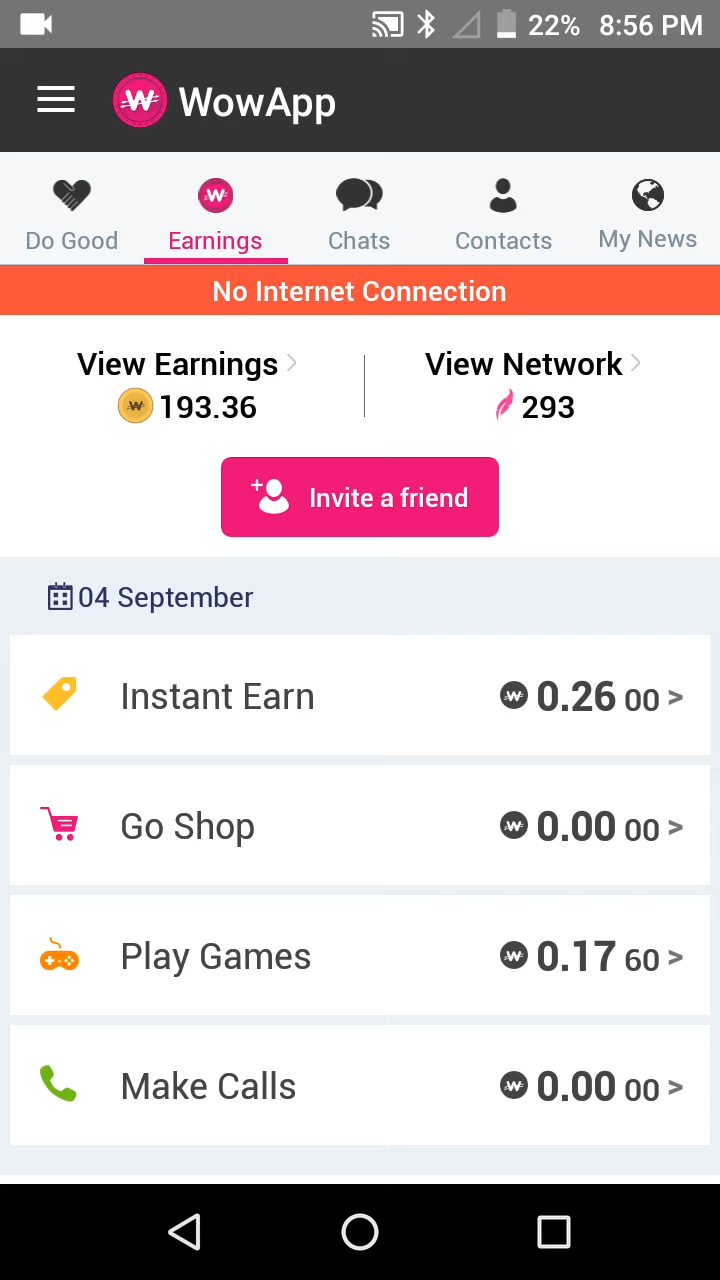 22% 8:56 PM
WowApp
Do Good Earnings Chats Contacts My News
No Internet Connection
View Earnings > View Network >
193.36 293
Invite a friend
04 September
Instant Earn 0.26 00 >
Go Shop 0.00 00 >
Play Games 0.17 60 >
Make Calls 0.00 00 >